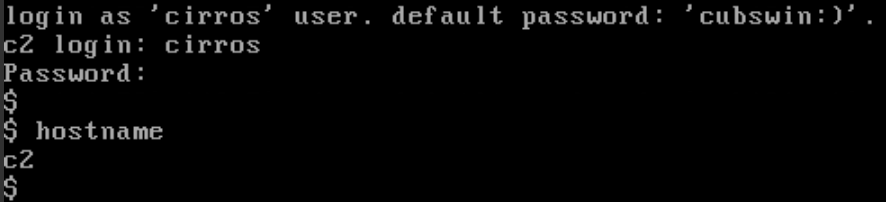 login as 'cirros' user. default password: 'cubswin:)'.
c2 login: cirros
Password:
$
$ hostname
c2
$